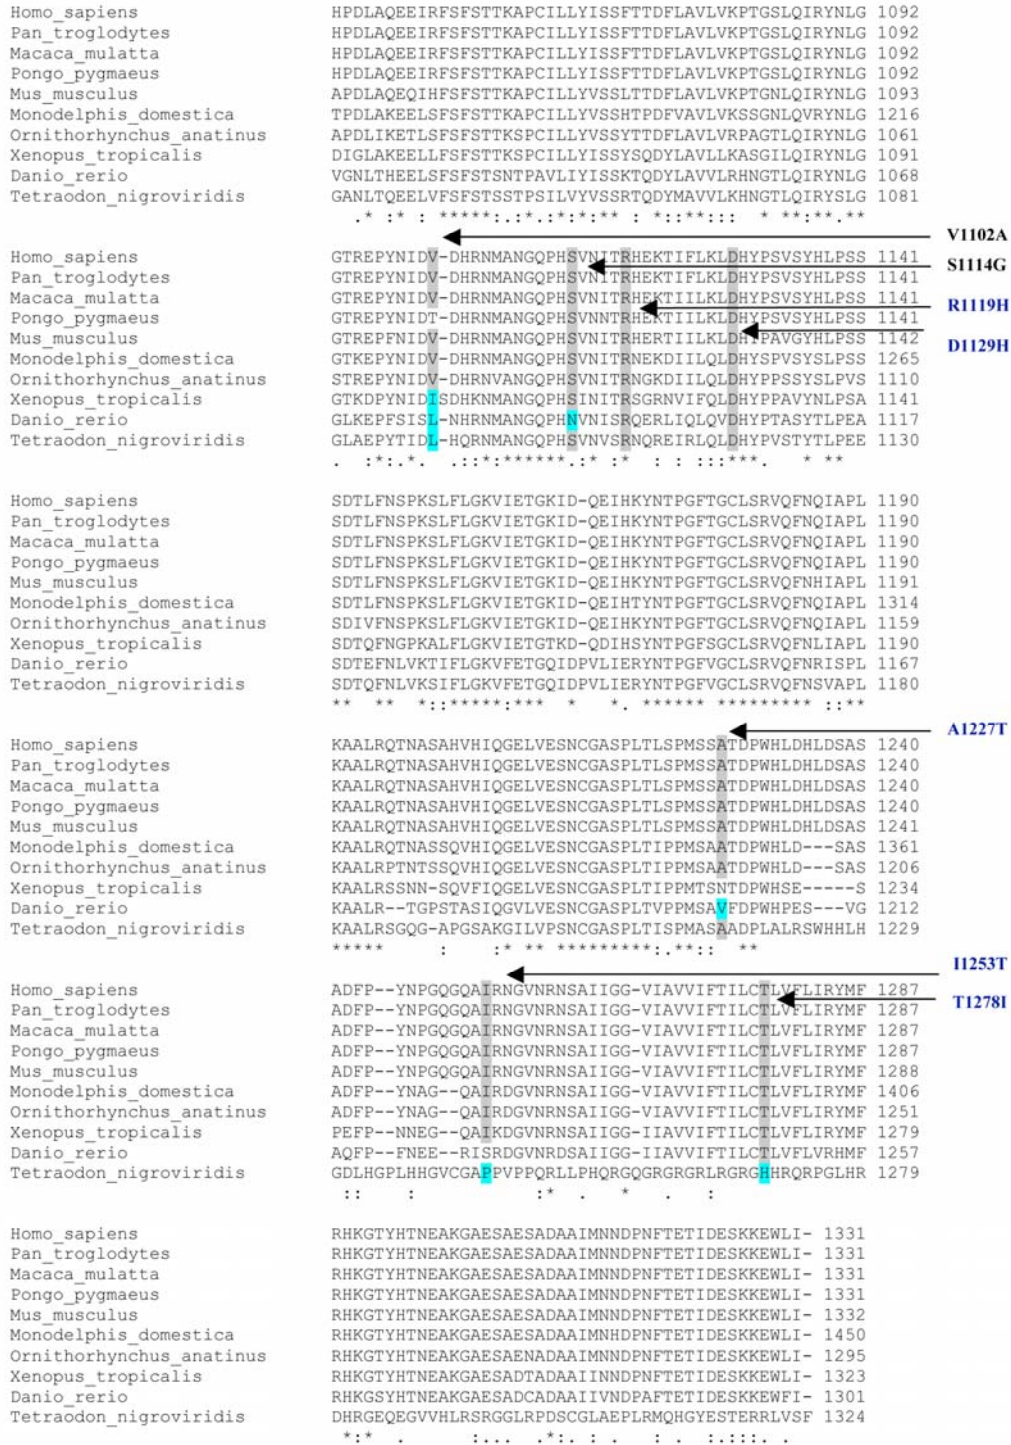 Homo_sapiens HPDLAQEEIRFSFSTTKAPCILLYISSFTTDFLAVLVKPTGSLQIRYNLG 1092
Pan_troglodytes HPDLAQEEIRFSFSTTKAPCILLYISSFTTDFLAVLVKPTGSLQIRYNLG 1092
Macaca_mulatta HPDLAQEEIRFSFSTTKAPCILLYISSFTTDFLAVLVKPTGSLQIRYNLG 1092
Pongo_pygmaeus HPDLAQEEIRFSFSTTKAPCILLYISSFTTDFLAVLVKPTGSLQIRYNLG 1092
Mus_musculus APDLAQEQIHFSFSTTKAPCILLYVSSLTTDFLAVLVKPTGNLQIRYNLG 1093
Monodelphis_domestica TPDLAKEELSFSFSTTKAPCILLYVSSHTPDFVAVLVKSSGNLQVRYNLG 1216
Ornithorhynchus_anatinus APDLIKETLSFSFSTTKSPCILLYVSSYTTDFLAVLVRPAGTLQIRYNLG 1061
Xenopus_tropicalis DIGLAKEELLFSFSTTKSPCILLYISSYSQDYLAVLLKASGILQIRYNLG 1091
Danio_rerio VGNLTHEELSFSFSTSNTPAVLIYISSKTQDYLAVVLRHNGTLQIRYNLG 1068
Tetraodon_nigroviridis GANLTQEELVFSFSTSSTPSILVYVSSRTQDYMAVVLKHNGTLQIRYSLG 1081
.* :* : *****:.:*.:*:*:** : *::**::: .* **:**.**
V1102A
Homo_sapiens GTREPYNIDV-DHRNMANGQPHSVNITRHEKTIFLKLDHYPSVSYHLPSS 1141
S1114G
Pan_troglodytes GTREPYNIDV-DHRNMANGQPHSVNITRHEKTIFLKLDHYPSVSYHLPSS 1141
Macaca_mulatta GTREPYNIDV-DHRNMANGQPHSVNITRHEKTIILKLDHYPSVSYHLPSS 1141
R1119H
Pongo_pygmaeus GTREPYNIDT-DHRNMANGQPHSVNNTRHEKTIILKLDHYPSVSYHLPSS 1141
Mus_musculus GTREPFNIDV-DHRNMANGQPHSVNITRHERTIILKLDHYPAVGYHLPSS 1142
D1129H
Monodelphis_domestica GTKEPYNIDV-DHRNMANGQPHSVNITRNEKDIILQLDHYSPVSYSLPSS 1265
Ornithorhynchus_anatinus STREPYNIDV-DHRNVANGQPHSVNITRNGKDIILQLDHYPPSSYSLPVS 1110
Xenopus_tropicalis GTKDPYNIDISDHKNMANGQPHSINITRSGRNVIFQLDHYPPAVYNLPSA 1141
Danio_rerio GLKEPFSISL-NHRNMANGQPHNVNISRQERLIQLQVDHYPTASYTLPEA 1117
Tetraodon_nigroviridis GLAEPYTIDL-HQRNMANGQPHSVNVSRNQREIRLQLDHYPVSTYTLPEE 1130
. :*:.*. .::*:******.:* :* : : :::***. * **
Homo_sapiens SDTLFNSPKSLFLGKVIETGKID-QEIHKYNTPGFTGCLSRVQFNQIAPL 1190
Pan_troglodytes SDTLFNSPKSLFLGKVIETGKID-QEIHKYNTPGFTGCLSRVQFNQIAPL 1190
Macaca_mulatta SDTLFNSPKSLFLGKVIETGKID-QEIHKYNTPGFTGCLSRVQFNQIAPL 1190
Pongo_pygmaeus SDTLFNSPKSLFLGKVIETGKID-QEIHKYNTPGFTGCLSRVQFNQIAPL 1190
Mus_musculus SDTLFNSPKSLFLGKVIETGKID-QEIHKYNTPGFTGCLSRVQFNHIAPL 1191
Monodelphis_domestica SDTLFNSPKSLFLGKVIETGKID-QEIHTYNTPGFTGCLSRVQFNQIAPL 1314
Ornithorhynchus_anatinus SDIVFNSPKSLFLGKVIETGKID-QEIHKYNTPGFTGCLSRVQFNQIAPL 1159
Xenopus_tropicalis SDTQFNGPKALFLGKVIETGTKD-QDIHSYNTPGFSGCLSRVQFNLIAPL 1190
Danio_rerio SDTEFNLVKTIFLGKVFETGQIDPVLIERYNTPGFVGCLSRVQFNRISPL 1167
Tetraodon_nigroviridis SDTQFNLVKSIFLGKVFETGQIDPVLIERYNTPGFVGCLSRVQFNSVAPL 1180
** ** *::*****:*** * *. ****** ********* ::**
A1227T
Homo_sapiens KAALRQTNASAHVHIQGELVESNCGASPLTLSPMSSATDPWHLDHLDSAS 1240
Pan_troglodytes KAALRQTNASAHVHIQGELVESNCGASPLTLSPMSSATDPWHLDHLDSAS 1240
Macaca_mulatta KAALRQTNASAHVHIQGELVESNCGASPLTLSPMSSATDPWHLDHLDSAS 1240
Pongo_pygmaeus KAALRQTNASAHVHIQGELVESNCGASPLTLSPMSSATDPWHLDHLDSAS 1240
Mus_musculus KAALRQTNASAHVHIQGELVESNCGASPLTLSPMSSATDPWHLDHLDSAS 1241
Monodelphis_domestica KAALRQTNASSQVHIQGELVESNCGASPLTIPPMSAATDPWHLD---SAS 1361
Ornithorhynchus_anatinus KAALRPTNTSSQVHIQGELVESNCGASPLTIPPMSAATDPWHLD---SAS 1206
Xenopus_tropicalis KAALRSSNN-SQVFIQGELVESNCGASPLTIPPMTSNTDPWHSE-----S 1234
Danio_rerio KAALR--TGPSTASIQGVLVESNCGASPLTVPPMSAVFDPWHPES---VG 1212
Tetraodon_nigroviridis KAALRSGQG-APGSAKGILVPSNCGASPLTISPMASAADPLALRSWHHLH 1229
***** : :* ** *********:.**:: **
I1253T
Homo_sapiens ADFP--YNPGQGQAIRNGVNRNSAIIGG-VIAVVIFTILCTLVFLIRYMF 1287
T1278I
Pan_troglodytes ADFP--YNPGQGQAIRNGVNRNSAIIGG-VIAVVIFTILCTLVFLIRYMF 1287
Macaca_mulatta ADFP--YNPGQGQAIRNGVNRNSAIIGG-VIAVVIFTILCTLVFLIRYMF 1287
Pongo_pygmaeus ADFP--YNPGQGQAIRNGVNRNSAIIGG-VIAVVIFTILCTLVFLIRYMF 1287
Mus_musculus ADFP--YNPGQGQAIRNGVNRNSAIIGG-VIAVVIFTILCTLVFLIRYMF 1288
Monodelphis_domestica ADFP--YNAG--QAIRDGVNRNSAIIGG-VIAVVIFTILCTLVFLIRYMF 1406
Ornithorhynchus_anatinus ADFP--YNAG--QAIRDGVNRNSAIIGG-VIAVVIFTILCTLVFLIRYMF 1251
Xenopus_tropicalis PEFP--NNEG--QAIKDGVNRNSAIIGG-IIAVVIFTILCTLVFLIRYMF 1279
Danio_rerio AQFP--FNEE--RISRDGVNRDSAIIGG-VIAVVIFTILCTLVFLVRHMF 1257
Tetraodon_nigroviridis GDLHGPLHHGVCGAPPVPPQRLLPHQRGQGRGRGRLRGRGHHRQRPGLHR 1279
:: : :* * . :
Homo_sapiens RHKGTYHTNEAKGAESAESADAAIMNNDPNFTETIDESKKEWLI- 1331
Pan_troglodytes RHKGTYHTNEAKGAESAESADAAIMNNDPNFTETIDESKKEWLI- 1331
Macaca_mulatta RHKGTYHTNEAKGAESAESADAAIMNNDPNFTETIDESKKEWLI- 1331
Pongo_pygmaeus RHKGTYHTNEAKGAESAESADAAIMNNDPNFTETIDESKKEWLI- 1331
Mus_musculus RHKGTYHTNEAKGAESAESADAAIMNNDPNFTETIDESKKEWLI- 1332
Monodelphis_domestica RHKGTYHTNEAKGAESAESADAAIMNHDPNFTETIDESKKEWLI- 1450
Ornithorhynchus_anatinus RHKGTYHTNEAKGAESAENADAAIMNNDPNFTETIDESKKEWLI- 1295
Xenopus_tropicalis RHKGTYHTNEAKGAESADTADAAIINNDPNFTETIDESKKEWLI- 1323
Danio_rerio RHKGSYHTNEAKGAESADCADAAIIVNDPAFTETIDESKKEWFI- 1301
Tetraodon_nigroviridis DHRGEQEGVVHLRSRGGLRPDSCGLAEPLRMQHGYESTERRLVSF 1324
*:* . :... .*:. : . :.:::. .